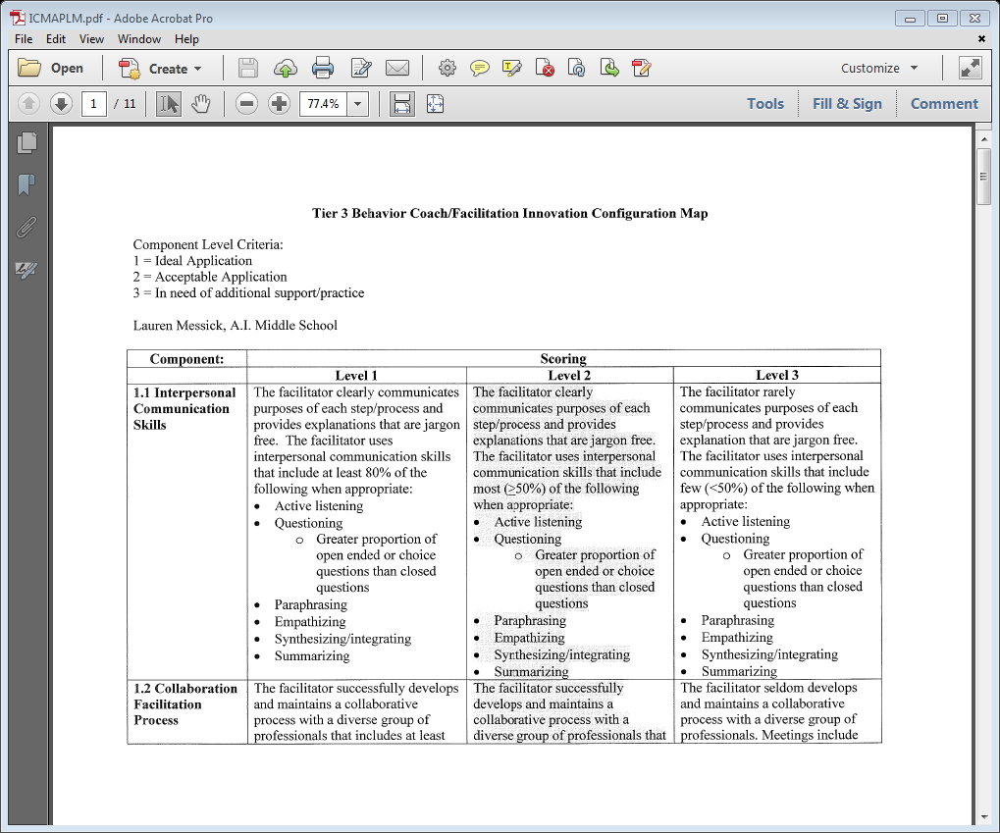 ICMAPLM.pdf - Adobe Acrobat Pro
File Edit View Window Help
Open Create Customize
1 / 11 77.4% Tools Fill & Sign Comment
Tier 3 Behavior Coach/Facilitation Innovation Configuration Map
Component Level Criteria:
1 = Ideal Application
2 = Acceptable Application
3 = In need of additional support/practice
Lauren Messick, A.I. Middle School
Component: Scoring
Level 1 Level 2 Level 3
1.1 Interpersonal
Communication
Skills
The facilitator clearly communicates
purposes of each step/process and
provides explanations that are jargon
free. The facilitator uses
interpersonal communication skills
that include at least 80% of the
following when appropriate:
• Active listening
• Questioning
o Greater proportion of
open ended or choice
questions than closed
questions
• Paraphrasing
• Empathizing
• Synthesizing/integrating
• Summarizing
The facilitator clearly
communicates purposes of each
step/process and provides
explanations that are jargon free.
The facilitator uses interpersonal
communication skills that include
most (≥50%) of the following
when appropriate:
• Active listening
• Questioning
o Greater proportion of
open ended or choice
questions than closed
questions
• Paraphrasing
• Empathizing
• Synthesizing/integrating
• Summarizing
The facilitator rarely
communicates purposes of each
step/process and provides
explanation that are jargon free.
The facilitator uses interpersonal
communication skills that include
few (<50%) of the following when
appropriate:
• Active listening
• Questioning
o Greater proportion of
open ended or choice
questions than closed
questions
• Paraphrasing
• Empathizing
• Synthesizing/integrating
• Summarizing
1.2 Collaboration
Facilitation
Process
The facilitator successfully develops
and maintains a collaborative
process with a diverse group of
professionals that includes at least
The facilitator successfully
develops and maintains a
collaborative process with a
diverse group of professionals that
The facilitator seldom develops
and maintains a collaborative
process with a diverse group of
professionals. Meetings include